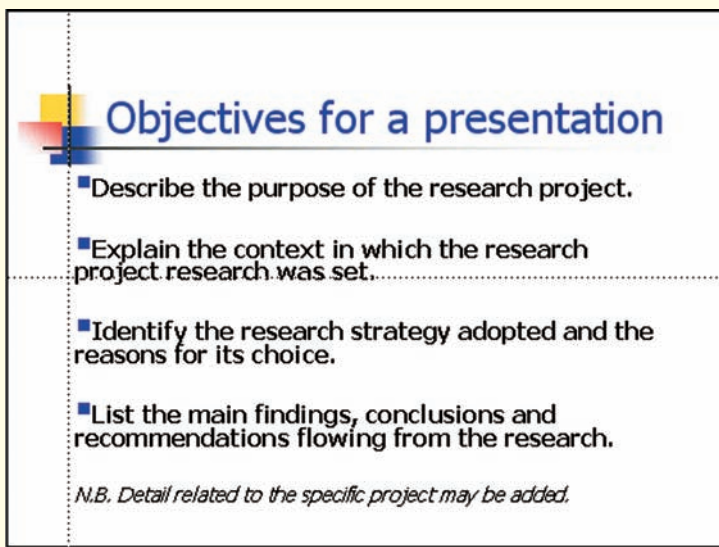 Objectives for a presentation
Describe the purpose of the research project.
Explain the context in which the research
project research was set.
Identify the research strategy adopted and the
reasons for its choice.
List the main findings, conclusions and
recommendations flowing from the research.
N.B. Detail related to the specific project may be added.